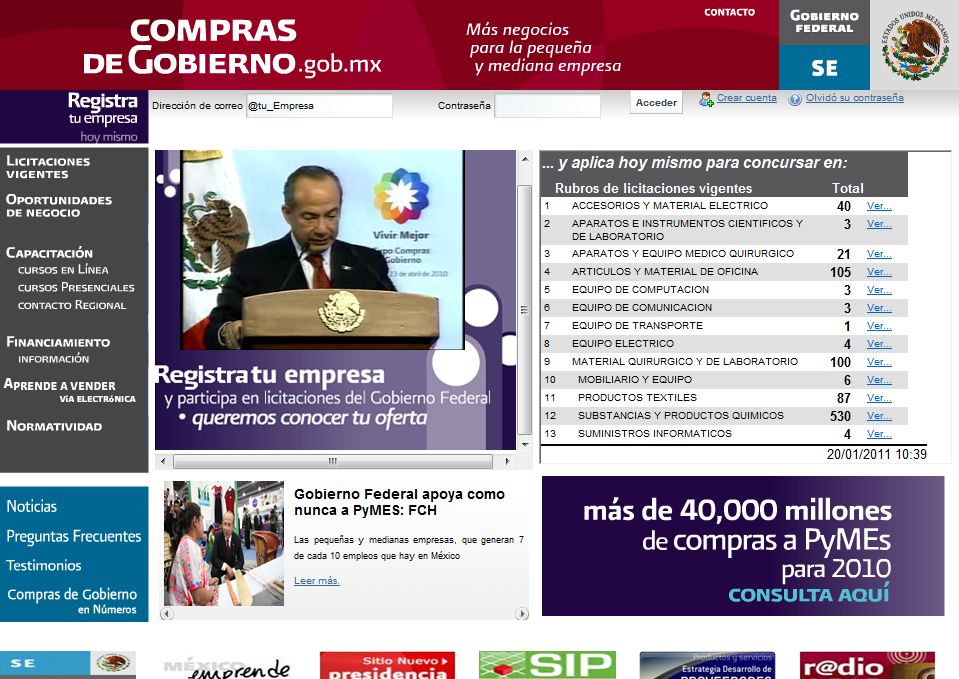 COMPRAS
DE GOBIERNO.gob.mx
Más negocios
para la pequeña
y mediana empresa
CONTACTO
GOBIERNO
FEDERAL
SE
ESTADOS UNIDOS MEXICANOS
Registra
tu empresa
hoy mismo
Dirección de correo @tu_Empresa
Contraseña
Acceder
Crear cuenta
Olvidó su contraseña
LICITACIONES
VIGENTES
OPORTUNIDADES
DE NEGOCIO
CAPACITACIÓN
CURSOS EN LÍNEA
CURSOS PRESENCIALES
CONTACTO REGIONAL
FINANCIAMIENTO
INFORMACIÓN
APRENDE A VENDER
VÍA ELECTRÓNICA
NORMATIVIDAD
Vivir Mejor
Expo Compras
Gobierno
23 de abril de 2010
Registra tu empresa
y participa en licitaciones del Gobierno Federal
• queremos conocer tu oferta
... y aplica hoy mismo para concursar en:
Rubros de licitaciones vigentes Total
1 ACCESORIOS Y MATERIAL ELECTRICO 40 Ver...
2 APARATOS E INSTRUMENTOS CIENTIFICOS Y 3 Ver...
DE LABORATORIO
3 APARATOS Y EQUIPO MEDICO QUIRURGICO 21 Ver...
4 ARTICULOS Y MATERIAL DE OFICINA 105 Ver...
5 EQUIPO DE COMPUTACION 3 Ver...
6 EQUIPO DE COMUNICACION 3 Ver...
7 EQUIPO DE TRANSPORTE 1 Ver...
8 EQUIPO ELECTRICO 4 Ver...
9 MATERIAL QUIRURGICO Y DE LABORATORIO 100 Ver...
10 MOBILIARIO Y EQUIPO 6 Ver...
11 PRODUCTOS TEXTILES 87 Ver...
12 SUBSTANCIAS Y PRODUCTOS QUIMICOS 530 Ver...
13 SUMINISTROS INFORMATICOS 4 Ver...
20/01/2011 10:39
Noticias
Preguntas Frecuentes
Testimonios
Compras de Gobierno
en Números
Gobierno Federal apoya como
nunca a PyMES: FCH
Las pequeñas y medianas empresas, que generan 7
de cada 10 empleos que hay en México
Leer más.
más de 40,000 millones
de compras a PyMEs
para 2010
CONSULTA AQUÍ
SE
MÉXICO
emprende
Sitio Nuevo
presidencia
SIP
Productos y servicios
Estrategia Desarrollo de
PROVEEDORES
r@dio